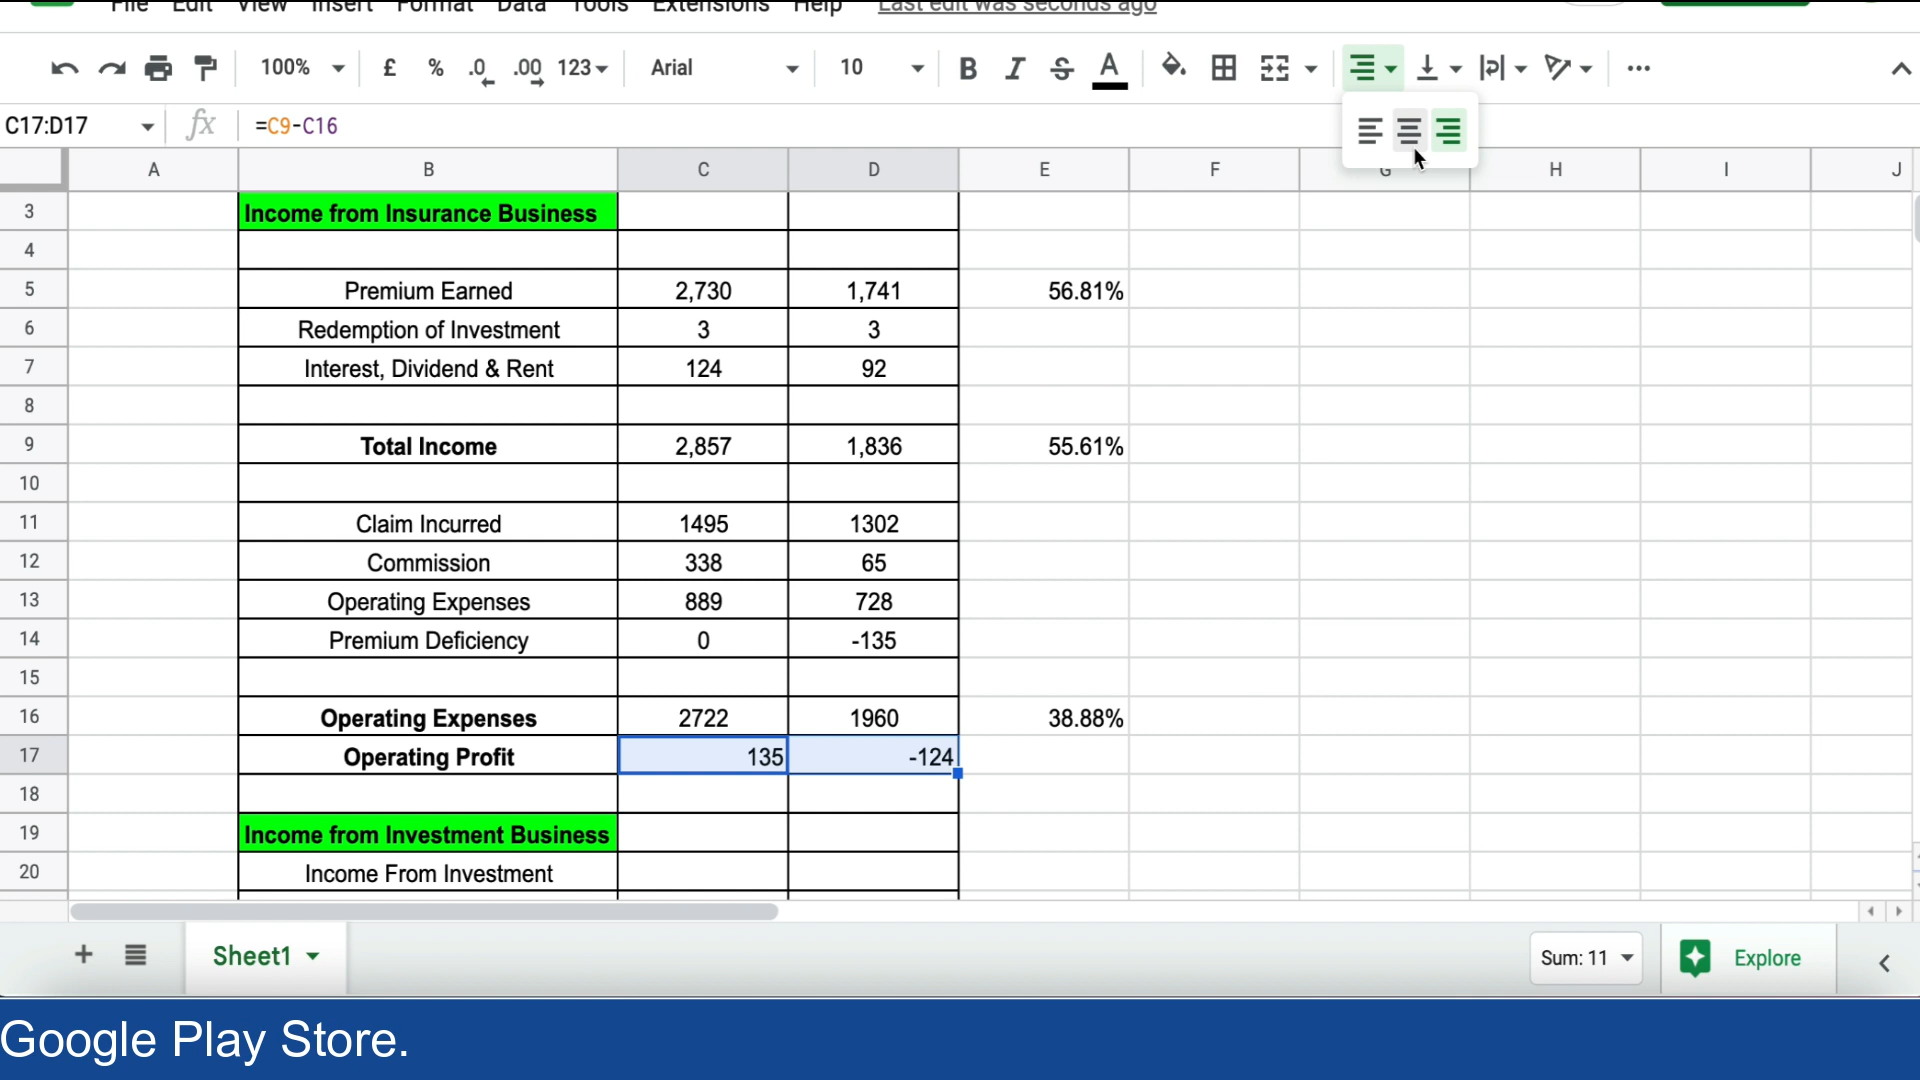 File Edit View Insert Format Data Tools Extensions Help Last edit was seconds ago
100% £ % .0 .00 123 Arial 10 B I S A
C17:D17 fx =C9-C16
A B C D E F G H I J
3 Income from Insurance Business
4
5 Premium Earned 2,730 1,741 56.81%
6 Redemption of Investment 3 3
7 Interest, Dividend & Rent 124 92
8
9 Total Income 2,857 1,836 55.61%
10
11 Claim Incurred 1495 1302
12 Commission 338 65
13 Operating Expenses 889 728
14 Premium Deficiency 0 -135
15
16 Operating Expenses 2722 1960 38.88%
17 Operating Profit 135 -124
18
19 Income from Investment Business
20 Income From Investment
Sheet1 Sum: 11 Explore
Google Play Store.